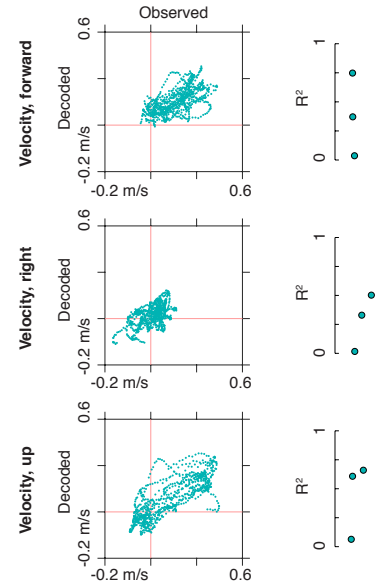 Observed
Velocity, forward
Decoded
0.6
-0.2 m/s
-0.2 m/s
0.6
R²
1
0
Velocity, right
Decoded
0.6
-0.2 m/s
-0.2 m/s
0.6
R²
1
0
Velocity, up
Decoded
0.6
-0.2 m/s
-0.2 m/s
0.6
R²
1
0